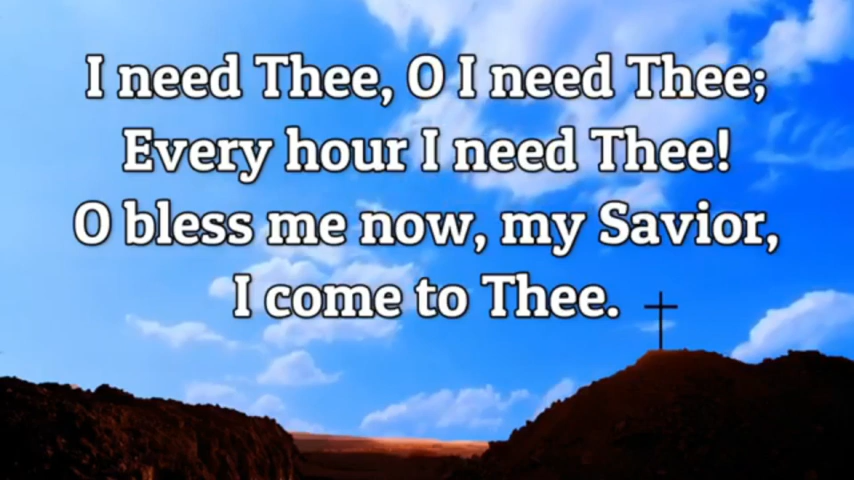 I need Thee, O I need Thee;
Every hour I need Thee!
O bless me now, my Savior,
I come to Thee.